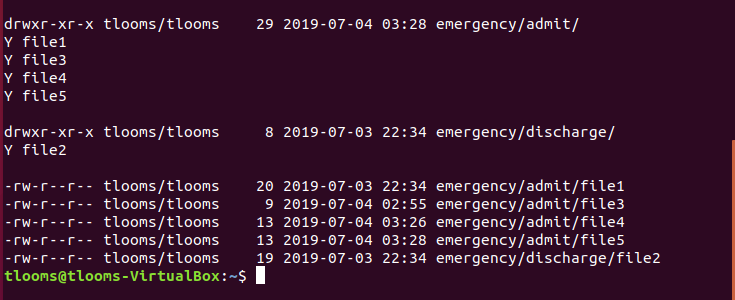 drwxr-xr-x tlooms/tlooms    29 2019-07-04 03:28 emergency/admit/
Y file1
Y file3
Y file4
Y file5
drwxr-xr-x tlooms/tlooms     8 2019-07-03 22:34 emergency/discharge/
Y file2
-rw-r--r-- tlooms/tlooms    20 2019-07-03 22:34 emergency/admit/file1
-rw-r--r-- tlooms/tlooms     9 2019-07-04 02:55 emergency/admit/file3
-rw-r--r-- tlooms/tlooms    13 2019-07-04 03:26 emergency/admit/file4
-rw-r--r-- tlooms/tlooms    13 2019-07-04 03:28 emergency/admit/file5
-rw-r--r-- tlooms/tlooms    19 2019-07-03 22:34 emergency/discharge/file2
tlooms@tlooms-VirtualBox:~$